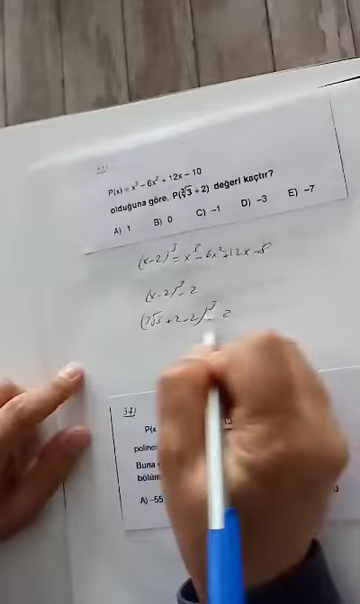 P(x) = x³ − 6x² + 12x − 10
olduğuna göre, P(∛3 + 2) değeri kaçtır?
A) 1 B) 0 C) −1 D) −3 E) −7
(x−2)³ = x³ − 6x² + 12x − 8
(x−2)³ − 2
(∛3 + 2 − 2)³ − 2
34)
P(x
polino
Buna
bölüm
A) −55